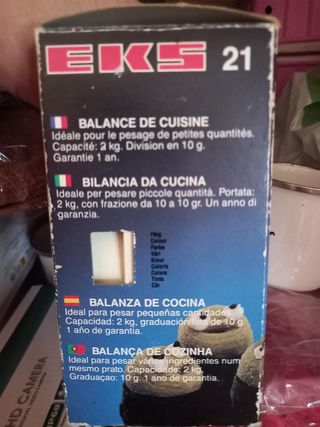 EKS 21
BALANCE DE CUISINE
Idéale pour le pesage de petites quantités.
Capacité: 2 kg. Division en 10 g.
Garantie 1 an.
BILANCIA DA CUCINA
Ideale per pesare piccole quantità. Portata:
2 kg, con frazione da 10 a 10 gr. Un anno di
garanzia.
Färg
Colour
Farbe
Väri
Kleur
Coloris
Colore
Tinta
Côr
BALANZA DE COCINA
Ideal para pesar pequeñas cantidades.
Capacidad: 2 kg, graduación fina de 10 g.
1 año de garantía.
BALANÇA DE COZINHA
Ideal para pesar vários ingredientes num
mesmo prato. Capacidade: 2 kg.
Graduaçao: 10 g. 1 ano de garantia.
HD CAMERA